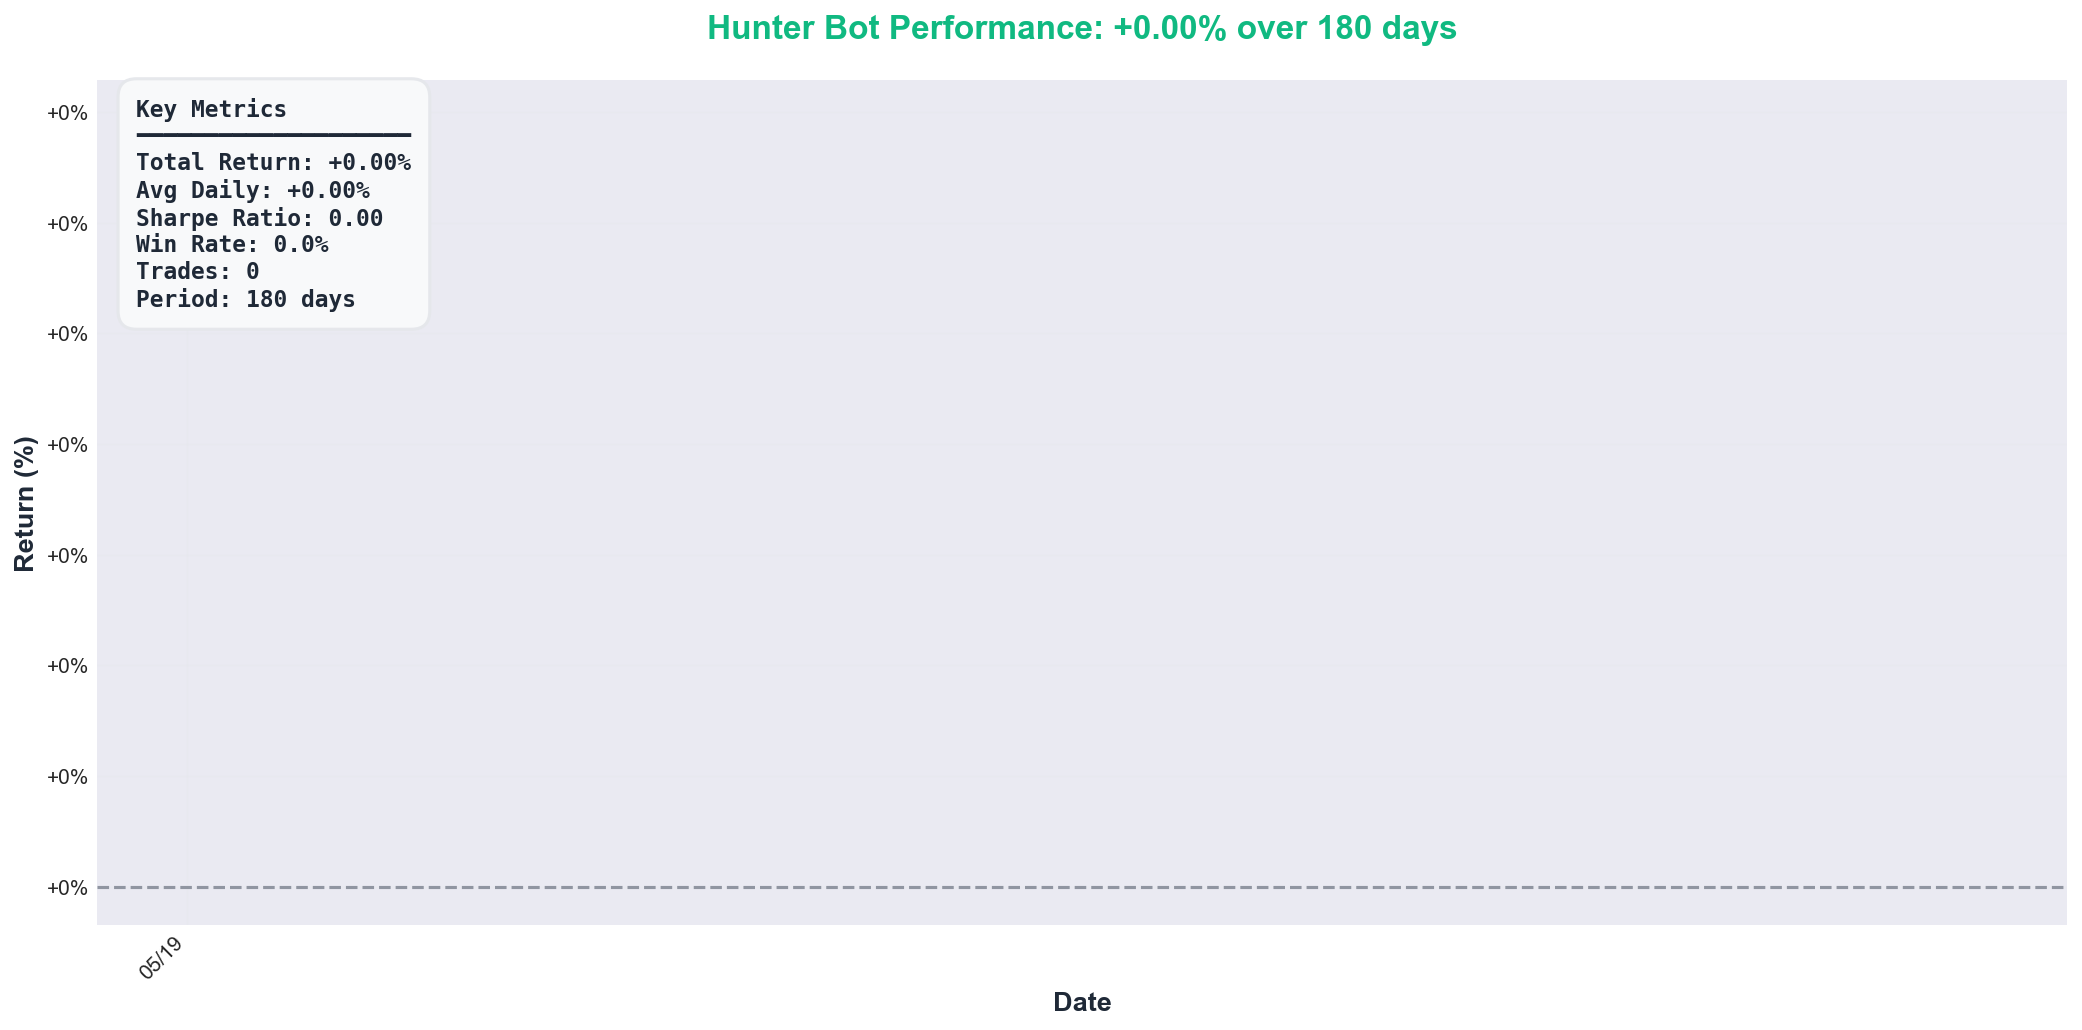 Hunter Bot Performance: +0.00% over 180 days
Key Metrics
Total Return: +0.00%
Avg Daily: +0.00%
Sharpe Ratio: 0.00
Win Rate: 0.0%
Trades: 0
Period: 180 days
+0%
+0%
+0%
+0%
+0%
+0%
+0%
+0%
Return (%)
05/19
Date